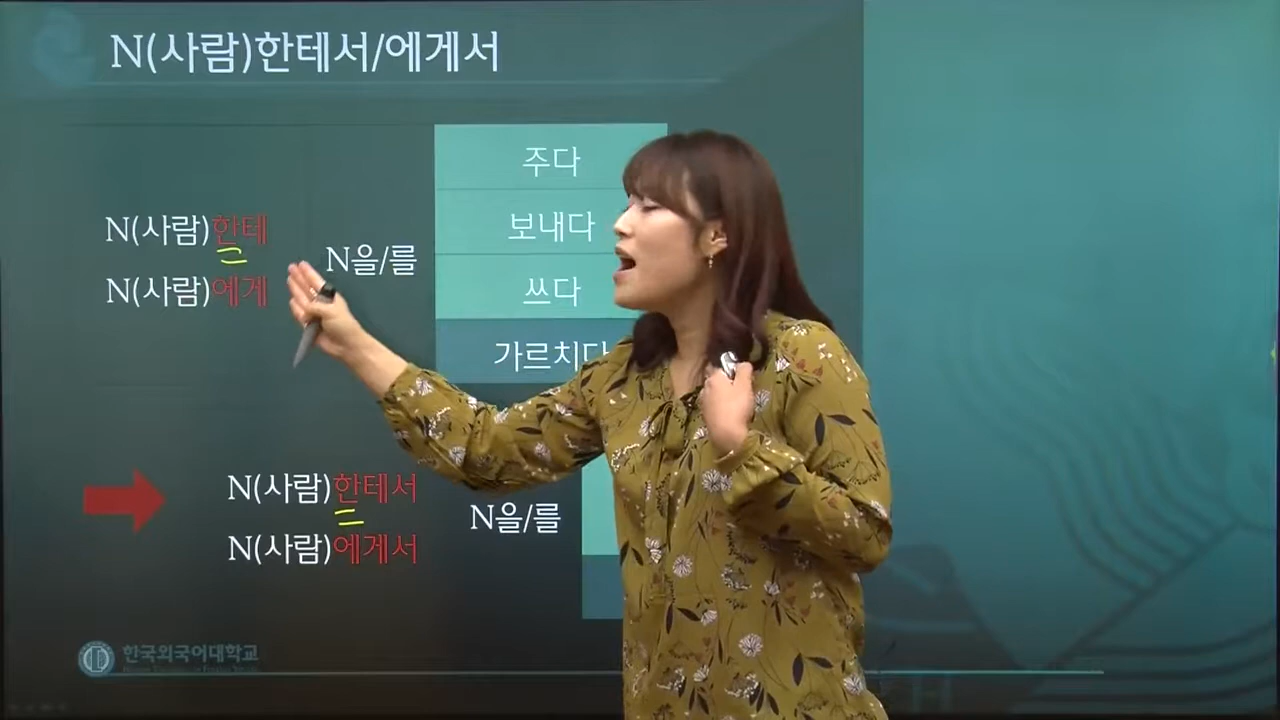 N(사람)한테서/에게서
주다
보내다
N(사람)한테
N을/를
N(사람)에게
쓰다
가르치다
N(사람)한테서
N을/를
N(사람)에게서
한국외국어대학교